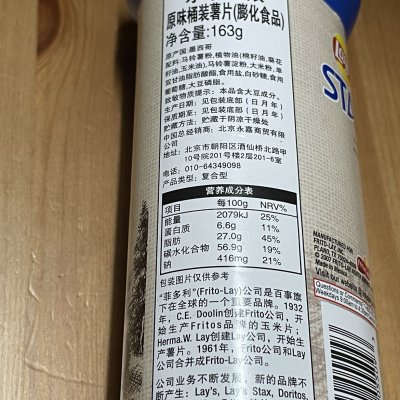 原味桶装薯片(膨化食品)
净含量:163g
原产国:墨西哥
配料:马铃薯粉,植物油(棉籽油,葵花
籽油,玉米油),马铃薯淀粉,大米粉,单
双甘油脂肪酸酯,食用盐,白砂糖,食用
葡萄糖,大豆磷脂。
致敏物质提示:本品含大豆成分。
生产日期:见包装底部(日月年)
保质期至:见包装底部(日月年)
贮藏方法:贮藏于阴凉干燥处
中国总经销商:北京永嘉商贸有限
公司
地址:北京市朝阳区酒仙桥北路甲
10号院201号楼2层201-6室
电话:010-64349398
产品类型:复合型
营养成分表
项目 每100g NRV%
能量 2079kJ 25%
蛋白质 6.6g 11%
脂肪 27.0g 45%
碳水化合物 56.9g 19%
钠 416mg 21%
包装图片仅供参考
“菲多利”(Frito-Lay)公司是百事旗
下在全球的一个重要品牌。1932
年,C.E. Doolin创建Frito公司,开
始生产Fritos品牌的玉米片;
Herma.W. Lay创建Lay公司,开始生
产薯片。1961年,Frito公司和Lay
公司合并成Frito-Lay公司。
公司业务不断发展,新的品牌不
断产生:Lay's, Lay's Stax, Doritos,
MANUFACTURED FOR
FRITO-LAY
PLANO, TX
Visit our website
Questions or
Weekdays